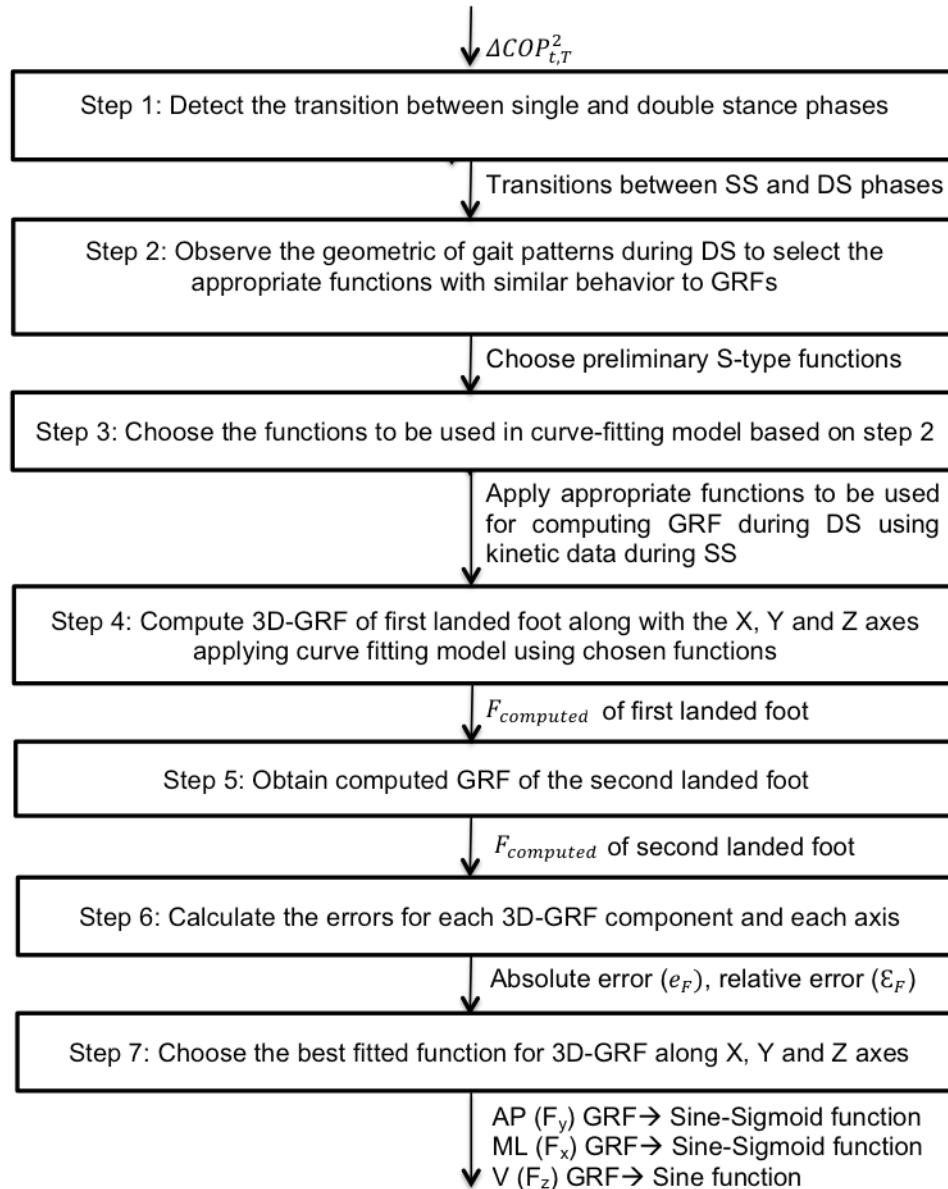 ΔCOP²t,T
Step 1: Detect the transition between single and double stance phases
Transitions between SS and DS phases
Step 2: Observe the geometric of gait patterns during DS to select the
appropriate functions with similar behavior to GRFs
Choose preliminary S-type functions
Step 3: Choose the functions to be used in curve-fitting model based on step 2
Apply appropriate functions to be used
for computing GRF during DS using
kinetic data during SS
Step 4: Compute 3D-GRF of first landed foot along with the X, Y and Z axes
applying curve fitting model using chosen functions
Fcomputed of first landed foot
Step 5: Obtain computed GRF of the second landed foot
Fcomputed of second landed foot
Step 6: Calculate the errors for each 3D-GRF component and each axis
Absolute error (eF), relative error (ƐF)
Step 7: Choose the best fitted function for 3D-GRF along X, Y and Z axes
AP (Fy) GRF→ Sine-Sigmoid function
ML (Fx) GRF→ Sine-Sigmoid function
V (Fz) GRF→ Sine function